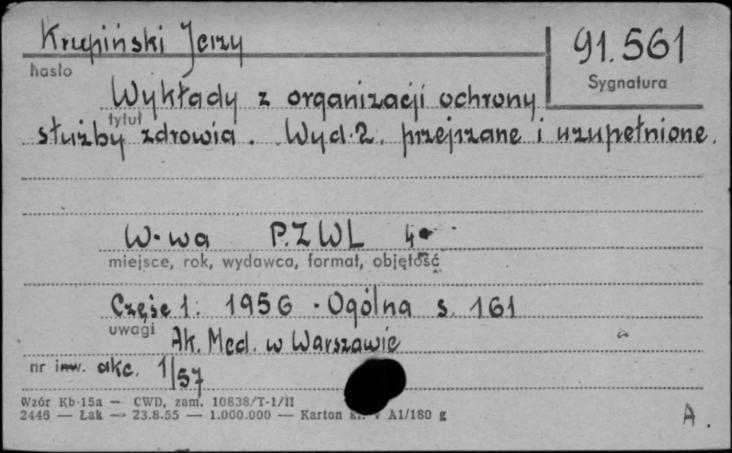 Krupiński Jerzy
91.561
hasło
Sygnatura
Wykłady z organizacji ochrony
tytuł
służby zdrowia. Wyd. 2. przejrzane i uzupełnione.
W-wa P.Z WL 4°
miejsce, rok, wydawca, format, objętość
Część 1: 1956 - Ogólna s. 161
uwagi
Ak. Med. w Warszawie
nr inw. akc. 1/57
Wzór Kb-15a — CWD, zam. 10838/T-1/II
2446 — Łak — 23.8.55 — 1.000.000 — Karton kl. V A1/180 g
A.